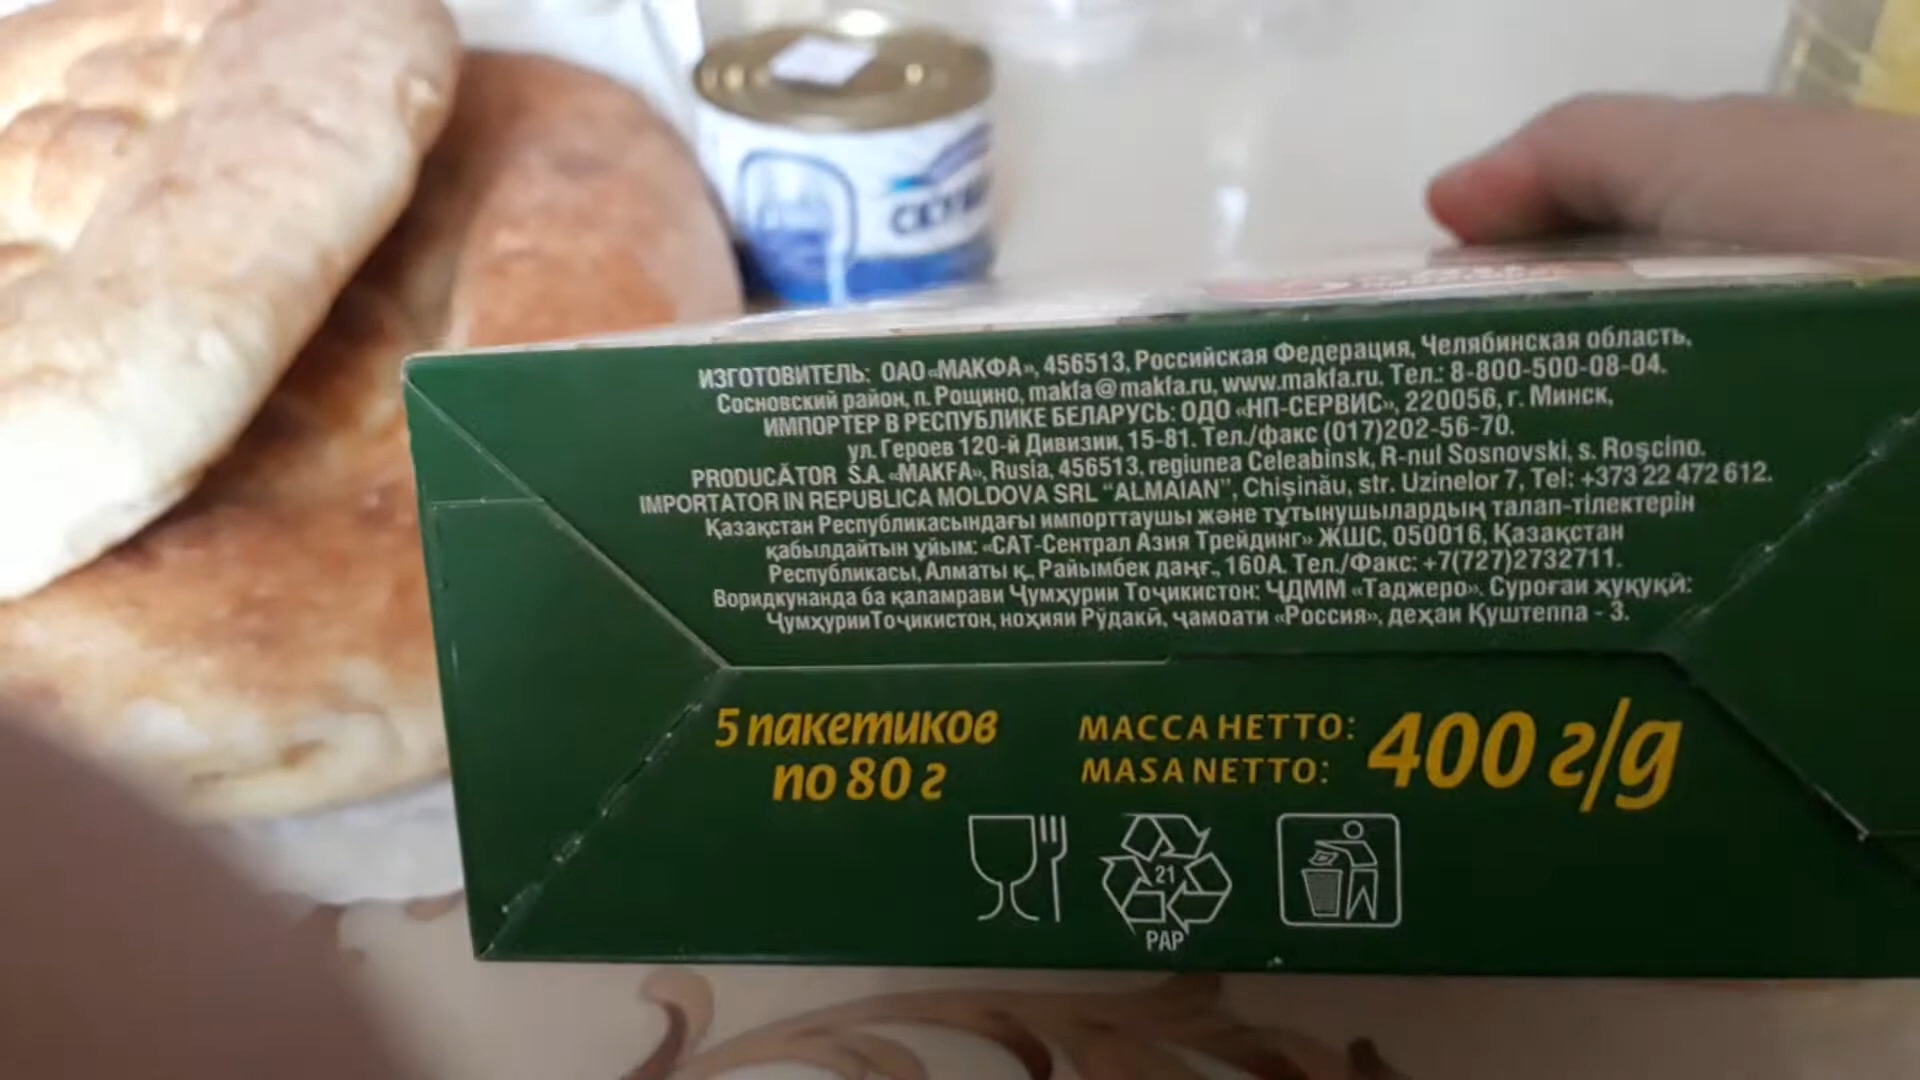 ИЗГОТОВИТЕЛЬ: ОАО «МАКФА», 456513, Российская Федерация, Челябинская область,
Сосновский район, п. Рощино, makfa@makfa.ru, www.makfa.ru. Тел.: 8-800-500-08-04.
ИМПОРТЕР В РЕСПУБЛИКЕ БЕЛАРУСЬ: ОДО «НП-СЕРВИС», 220056, г. Минск,
ул. Героев 120-й Дивизии, 15-81. Тел./факс (017)202-56-70.
PRODUCĂTOR S.A. «MAKFA», Rusia, 456513, regiunea Celeabinsk, R-nul Sosnovski, s. Roşcino.
IMPORTATOR IN REPUBLICA MOLDOVA SRL "ALMAIAN", Chişinău, str. Uzinelor 7, Tel: +373 22 472 612.
Қазақстан Республикасындағы импорттаушы және тұтынушылардың талап-тілектерін
қабылдайтын ұйым: «САТ-Сентрал Азия Трейдинг» ЖШС, 050016, Қазақстан
Республикасы, Алматы қ., Райымбек даңғ., 160А. Тел./Факс: +7(727)2732711.
Воридкунанда ба қаламрави Ҷумҳурии Тоҷикистон: ҶДММ «Таджеро». Суроғаи ҳуқуқӣ:
Ҷумҳурии Тоҷикистон, ноҳияи Рӯдакӣ, ҷамоати «Россия», деҳаи Қуштеппа - 3.
5 пакетиков
по 80 г
МАССА НЕТТО:
MASA NETTO:
400 г/g
21
PAP